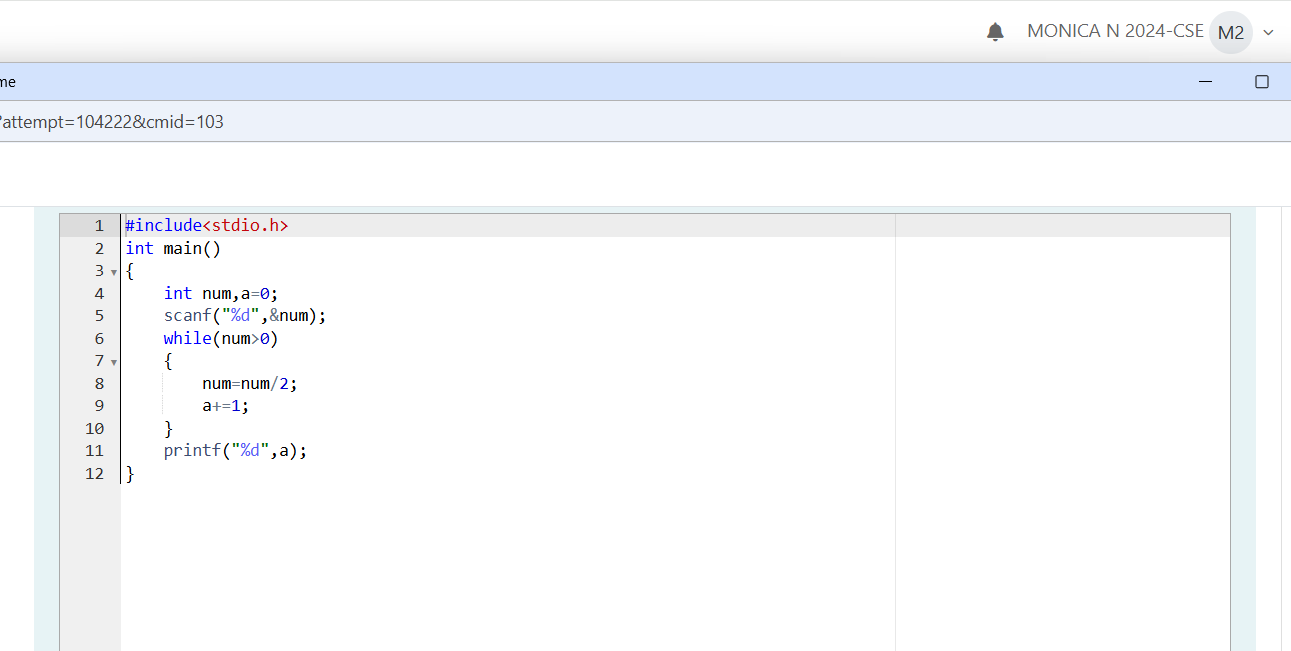 MONICA N 2024-CSE M2
me
?attempt=104222&cmid=103
1 #include<stdio.h>
2 int main()
3 {
4 int num,a=0;
5 scanf("%d",&num);
6 while(num>0)
7 {
8 num=num/2;
9 a+=1;
10 }
11 printf("%d",a);
12 }